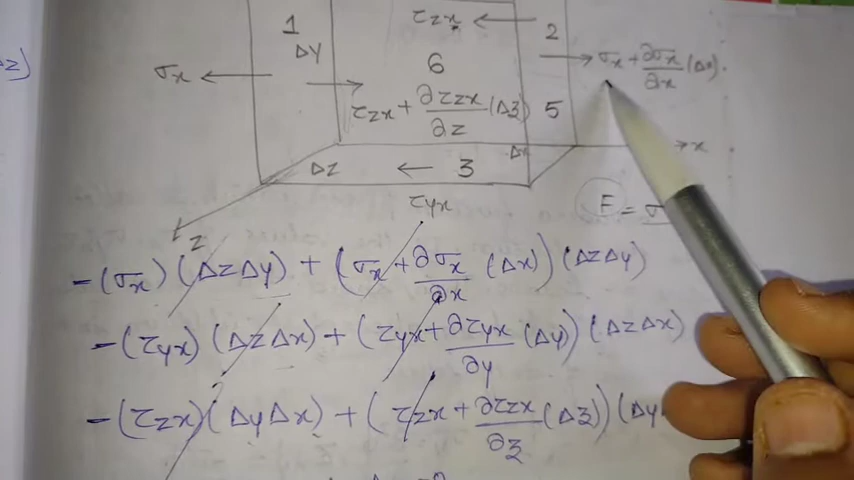 z)
1
τzx ←
2
Δy
σx ←
6
→ σx + ∂σx/∂x (Δx)
τzx + ∂τzx/∂z (Δz)
5
→ x
Δz
← 3
Δx
τyx
z
F = σ
-(σx)(ΔzΔy) + (σx + ∂σx/∂x (Δx))(ΔzΔy)
-(τyx)(ΔzΔx) + (τyx + ∂τyx/∂y (Δy))(ΔzΔx)
-(τzx)(ΔyΔx) + (τzx + ∂τzx/∂z (Δz))(Δy